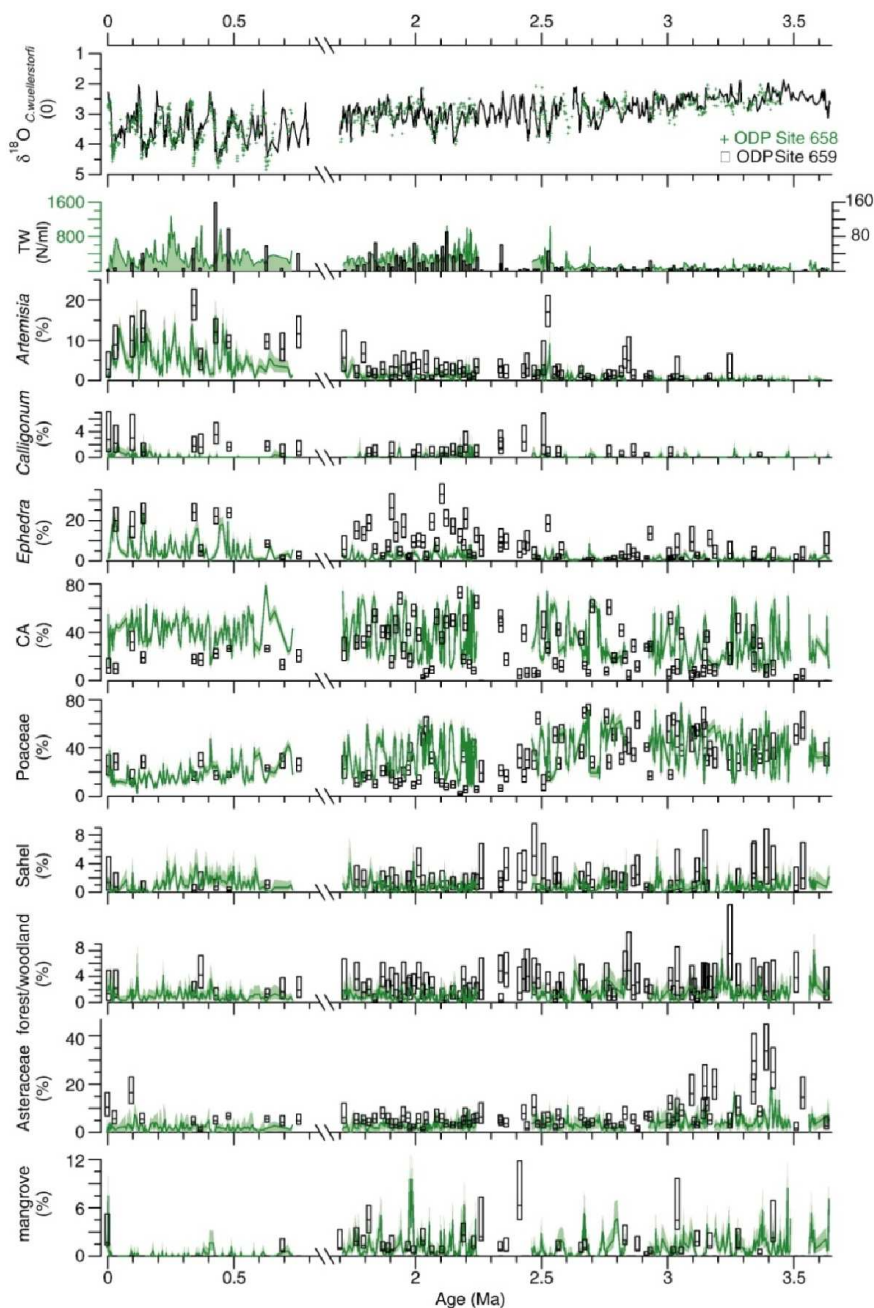 0 0.5 2 2.5 3 3.5
1
2
3
4
5
δ¹⁸O C.wuellerstorfi
(0)
+ ODP Site 658
□ ODP Site 659
1600
800
TW
(N/ml)
160
80
20
10
0
Artemisia
(%)
4
0
Calligonum
(%)
20
0
Ephedra
(%)
80
40
0
CA
(%)
80
40
0
Poaceae
(%)
8
4
0
Sahel
(%)
8
4
0
forest/woodland
(%)
40
20
0
Asteraceae
(%)
12
6
0
mangrove
(%)
0 0.5 2 2.5 3 3.5
Age (Ma)